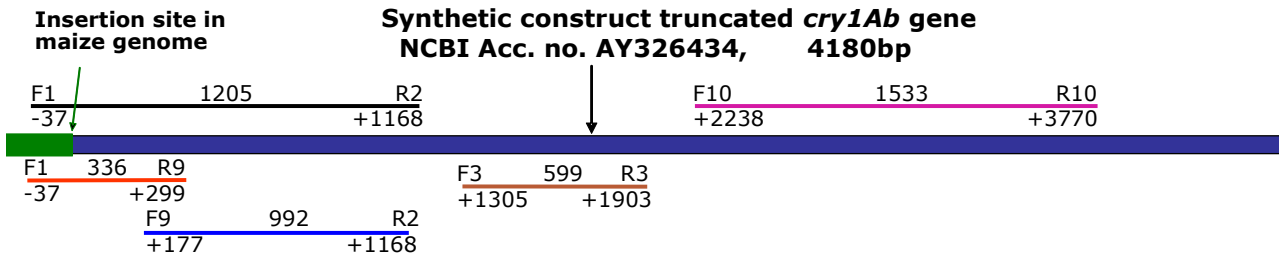 Insertion site in
maize genome
Synthetic construct truncated cry1Ab gene
NCBI Acc. no. AY326434, 4180bp
F1 1205 R2
-37 +1168
F10 1533 R10
+2238 +3770
F1 336 R9
-37 +299
F3 599 R3
+1305 +1903
F9 992 R2
+177 +1168